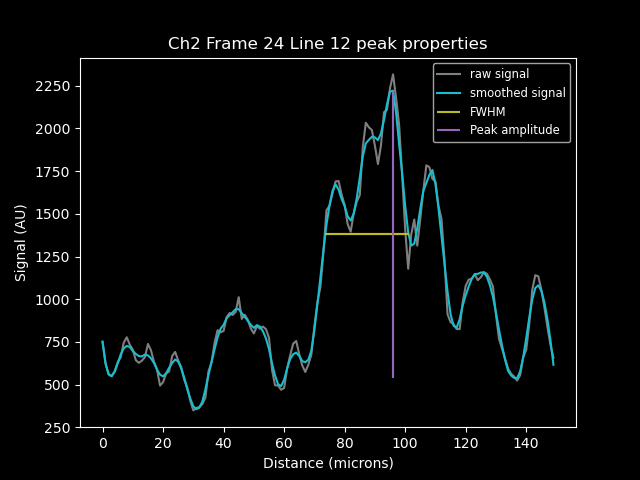 Ch2 Frame 24 Line 12 peak properties
raw signal
smoothed signal
FWHM
Peak amplitude
Signal (AU)
2250
2000
1750
1500
1250
1000
750
500
250
0 20 40 60 80 100 120 140
Distance (microns)